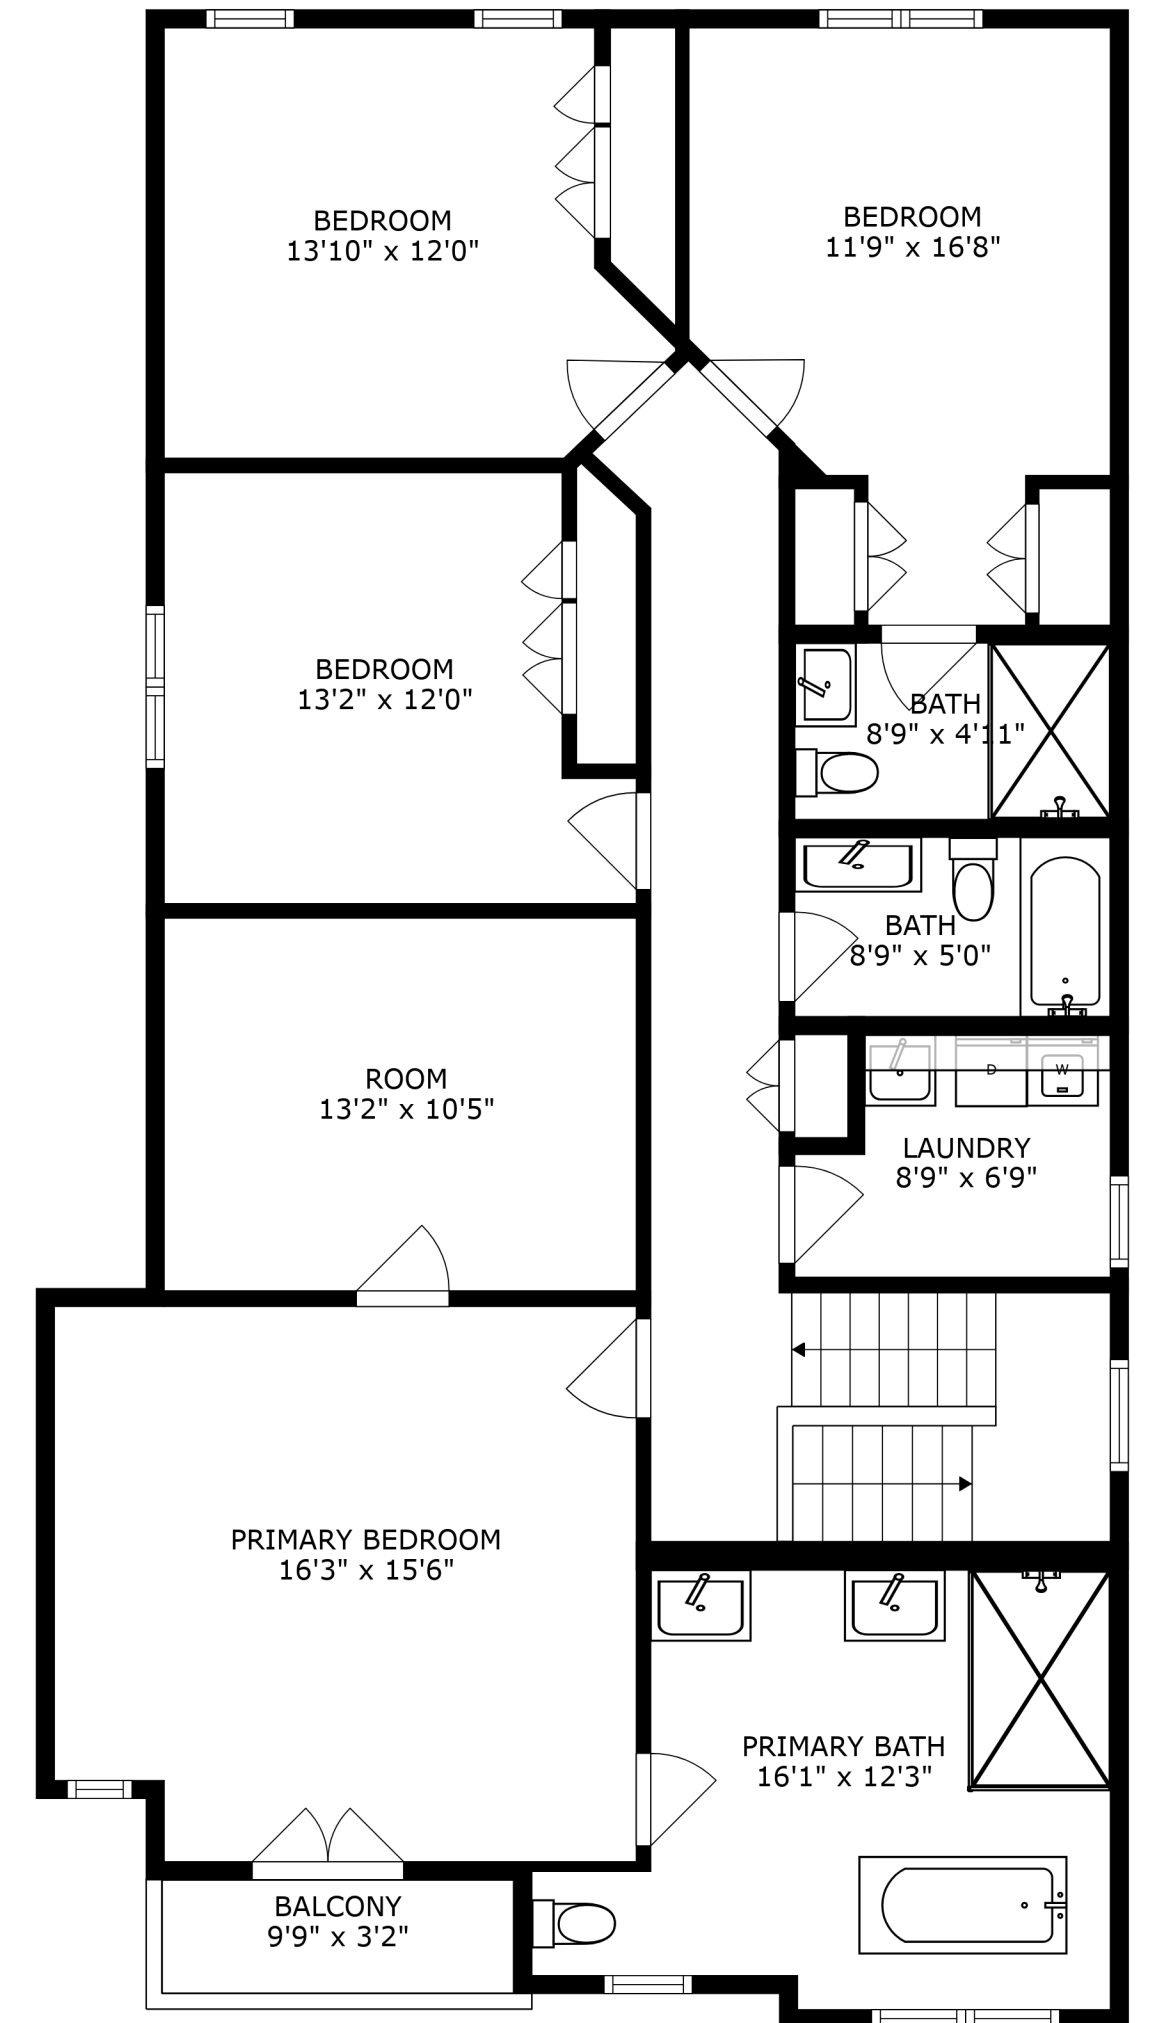 BEDROOM
13'10" x 12'0"
BEDROOM
11'9" x 16'8"
BEDROOM
13'2" x 12'0"
BATH
8'9" x 4'11"
BATH
8'9" x 5'0"
ROOM
13'2" x 10'5"
D
W
LAUNDRY
8'9" x 6'9"
PRIMARY BEDROOM
16'3" x 15'6"
PRIMARY BATH
16'1" x 12'3"
BALCONY
9'9" x 3'2"